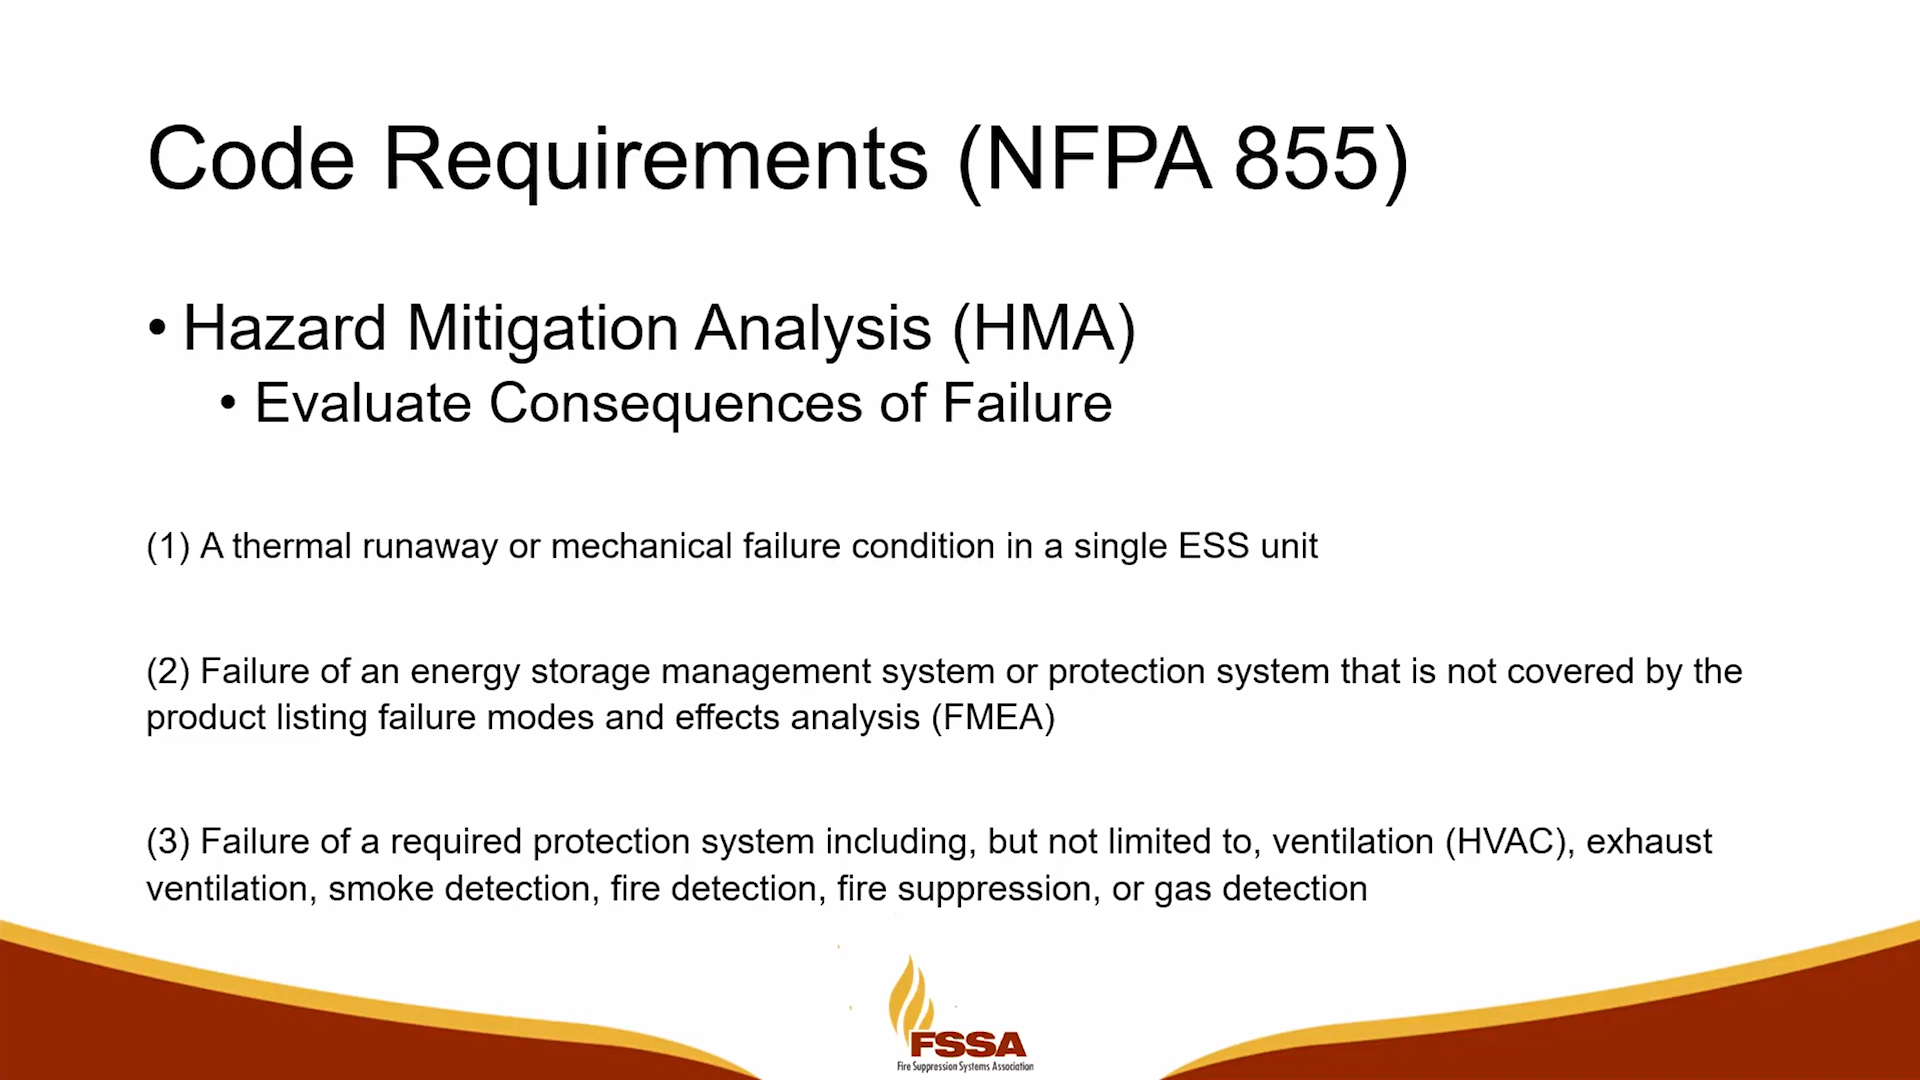 Code Requirements (NFPA 855)
• Hazard Mitigation Analysis (HMA)
• Evaluate Consequences of Failure
(1) A thermal runaway or mechanical failure condition in a single ESS unit
(2) Failure of an energy storage management system or protection system that is not covered by the
product listing failure modes and effects analysis (FMEA)
(3) Failure of a required protection system including, but not limited to, ventilation (HVAC), exhaust
ventilation, smoke detection, fire detection, fire suppression, or gas detection
FSSA
Fire Suppression Systems Association